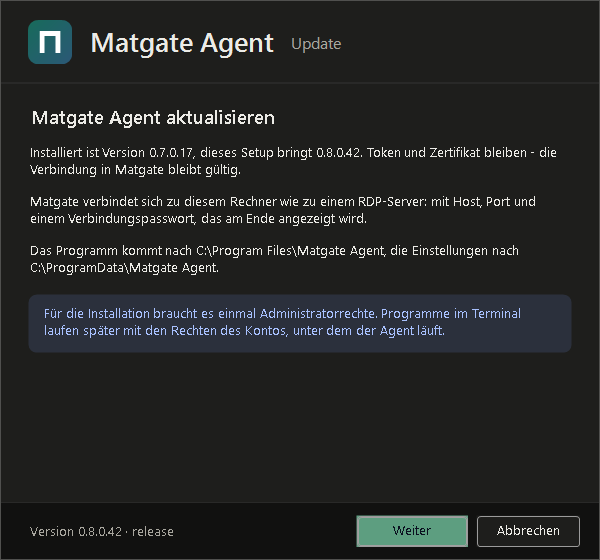 Matgate Agent Update
Matgate Agent aktualisieren
Installiert ist Version 0.7.0.17, dieses Setup bringt 0.8.0.42. Token und Zertifikat bleiben - die
Verbindung in Matgate bleibt gültig.
Matgate verbindet sich zu diesem Rechner wie zu einem RDP-Server: mit Host, Port und
einem Verbindungspasswort, das am Ende angezeigt wird.
Das Programm kommt nach C:\Program Files\Matgate Agent, die Einstellungen nach
C:\ProgramData\Matgate Agent.
Für die Installation braucht es einmal Administratorrechte. Programme im Terminal
laufen später mit den Rechten des Kontos, unter dem der Agent läuft.
Version 0.8.0.42 · release
Weiter
Abbrechen